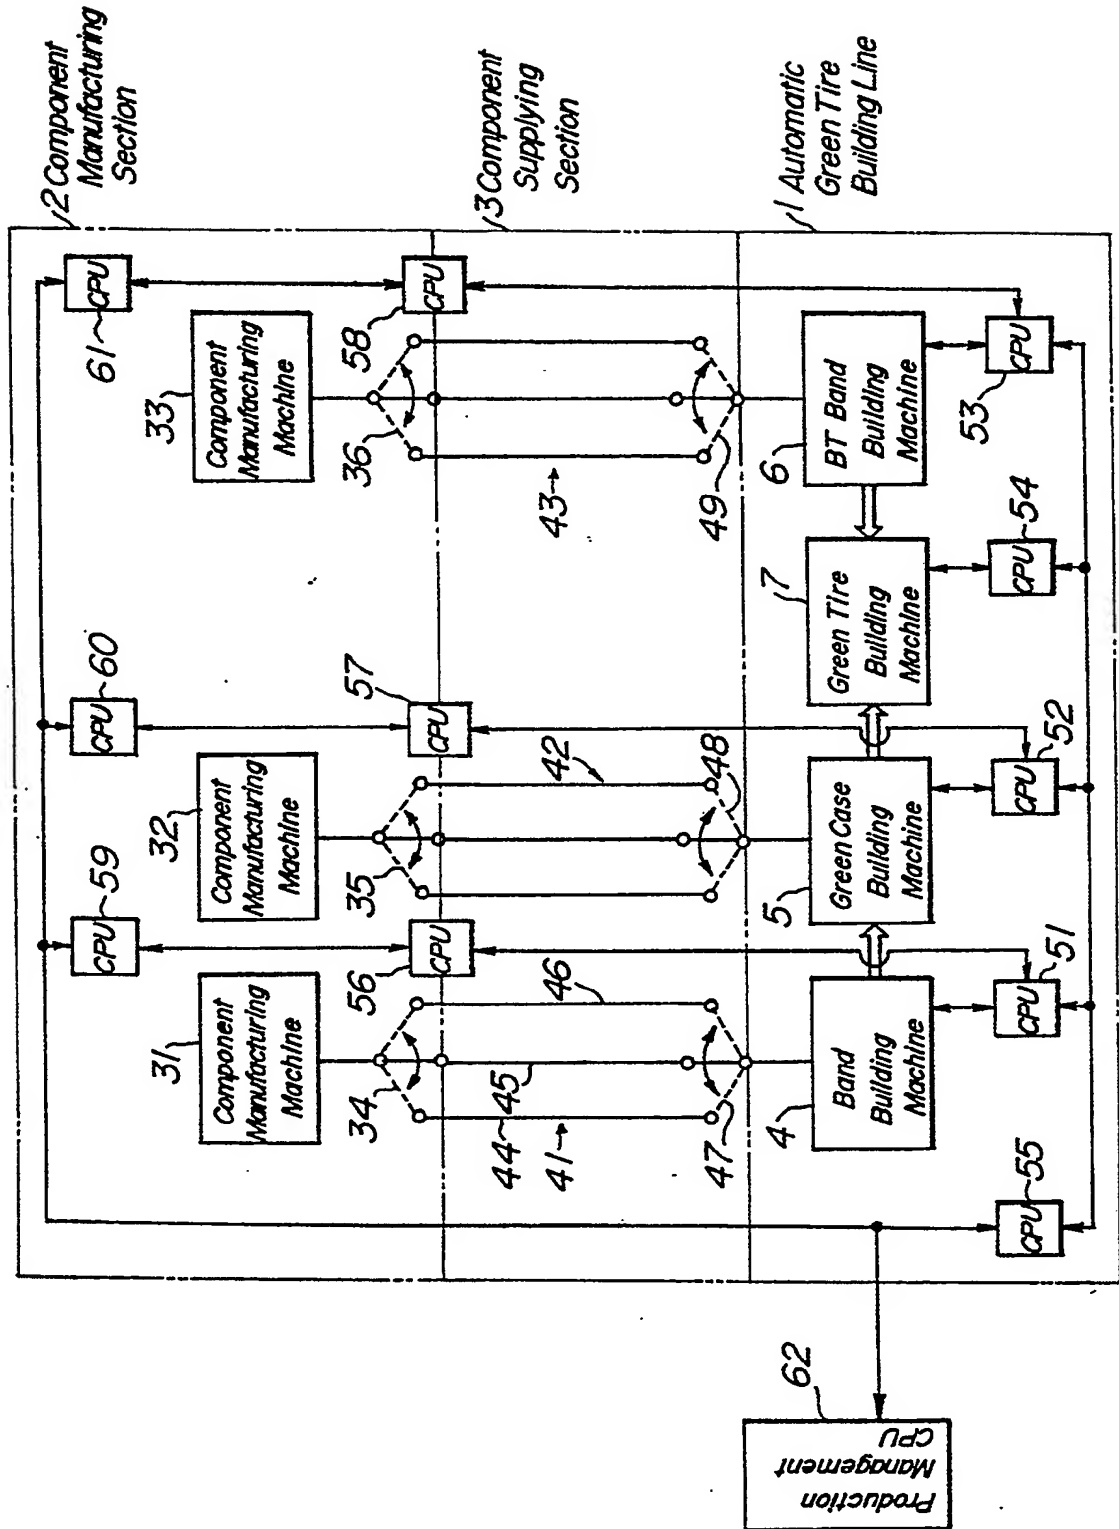 2 Component
Manufacturing
Section
3 Component
Supplying
Section
1 Automatic
Green Tire
Building Line
61
CPU
33
Component
Manufacturing
Machine
36
58
CPU
43
49
6
BT Band
Building
Machine
53
CPU
60
CPU
57
CPU
7
Green Tire
Building
Machine
54
CPU
32
Component
Manufacturing
Machine
35
42
48
5
Green Case
Building
Machine
52
CPU
59
CPU
56
CPU
31
Component
Manufacturing
Machine
34
46
45
44
41
47
4
Band
Building
Machine
51
CPU
55
CPU
62
Production
Management
CPU